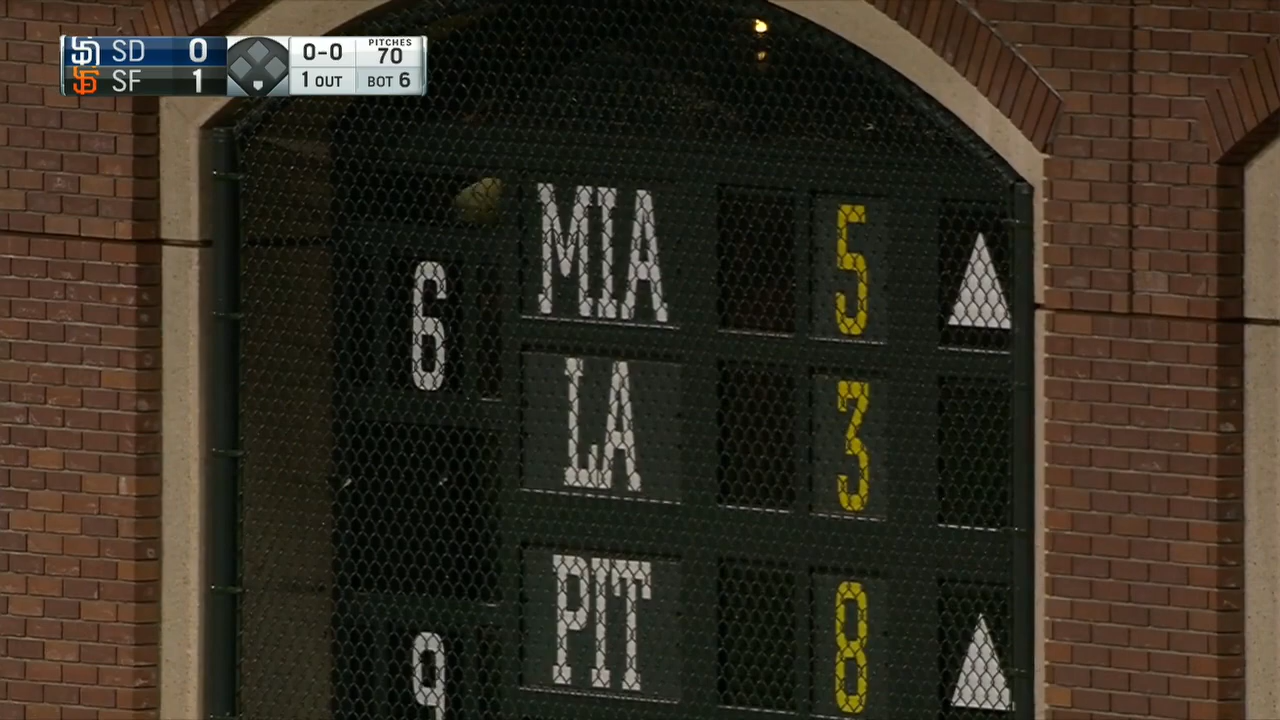 SD 0 0-0 PITCHES 70
SF 1 1 OUT BOT 6
MIA 5
6
LA 3
PIT 8
9